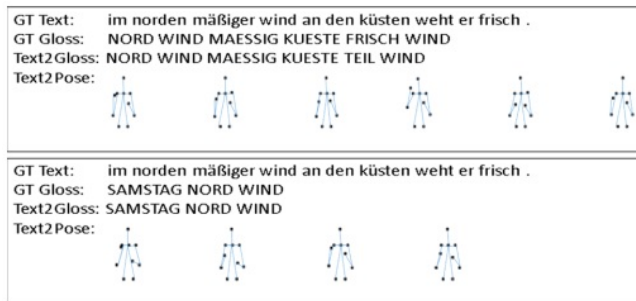 GT Text: im norden mäßiger wind an den küsten weht er frisch .
GT Gloss: NORD WIND MAESSIG KUESTE FRISCH WIND
Text2Gloss: NORD WIND MAESSIG KUESTE TEIL WIND
Text2Pose:
GT Text: im norden mäßiger wind an den küsten weht er frisch .
GT Gloss: SAMSTAG NORD WIND
Text2Gloss: SAMSTAG NORD WIND
Text2Pose: